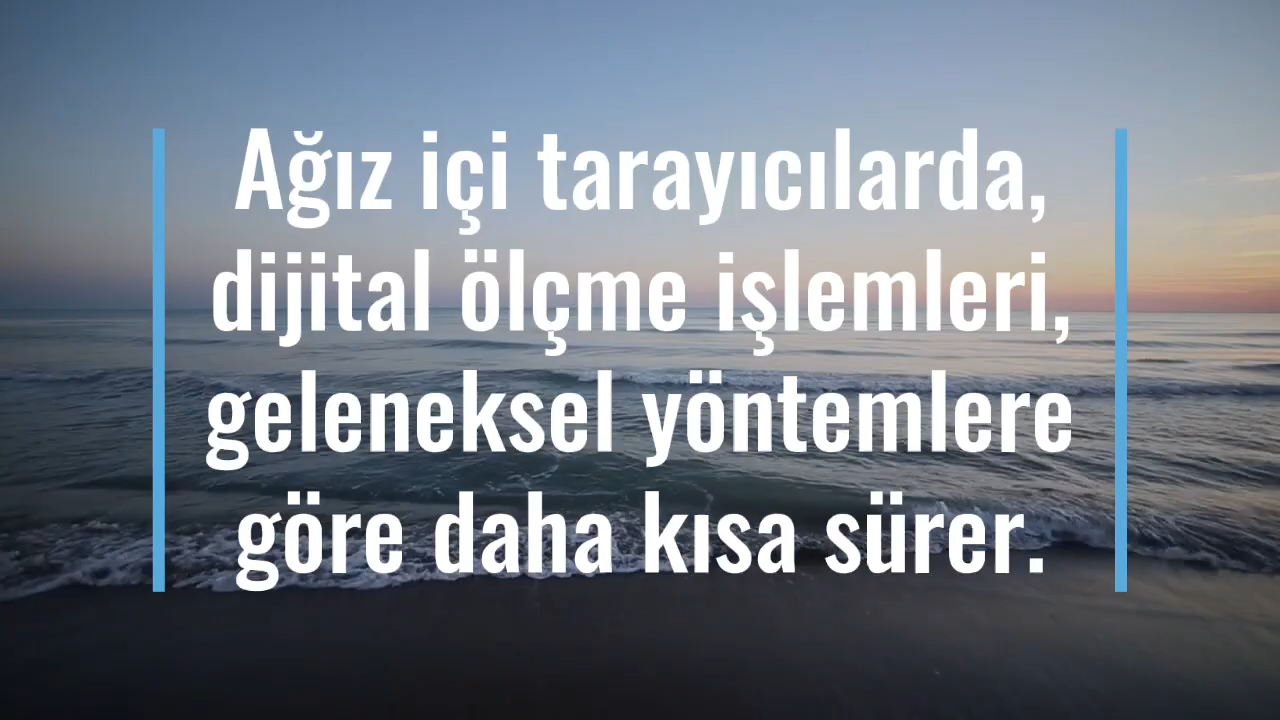 Ağız içi tarayıcılarda,
dijital ölçme işlemleri,
geleneksel yöntemlere
göre daha kısa sürer.